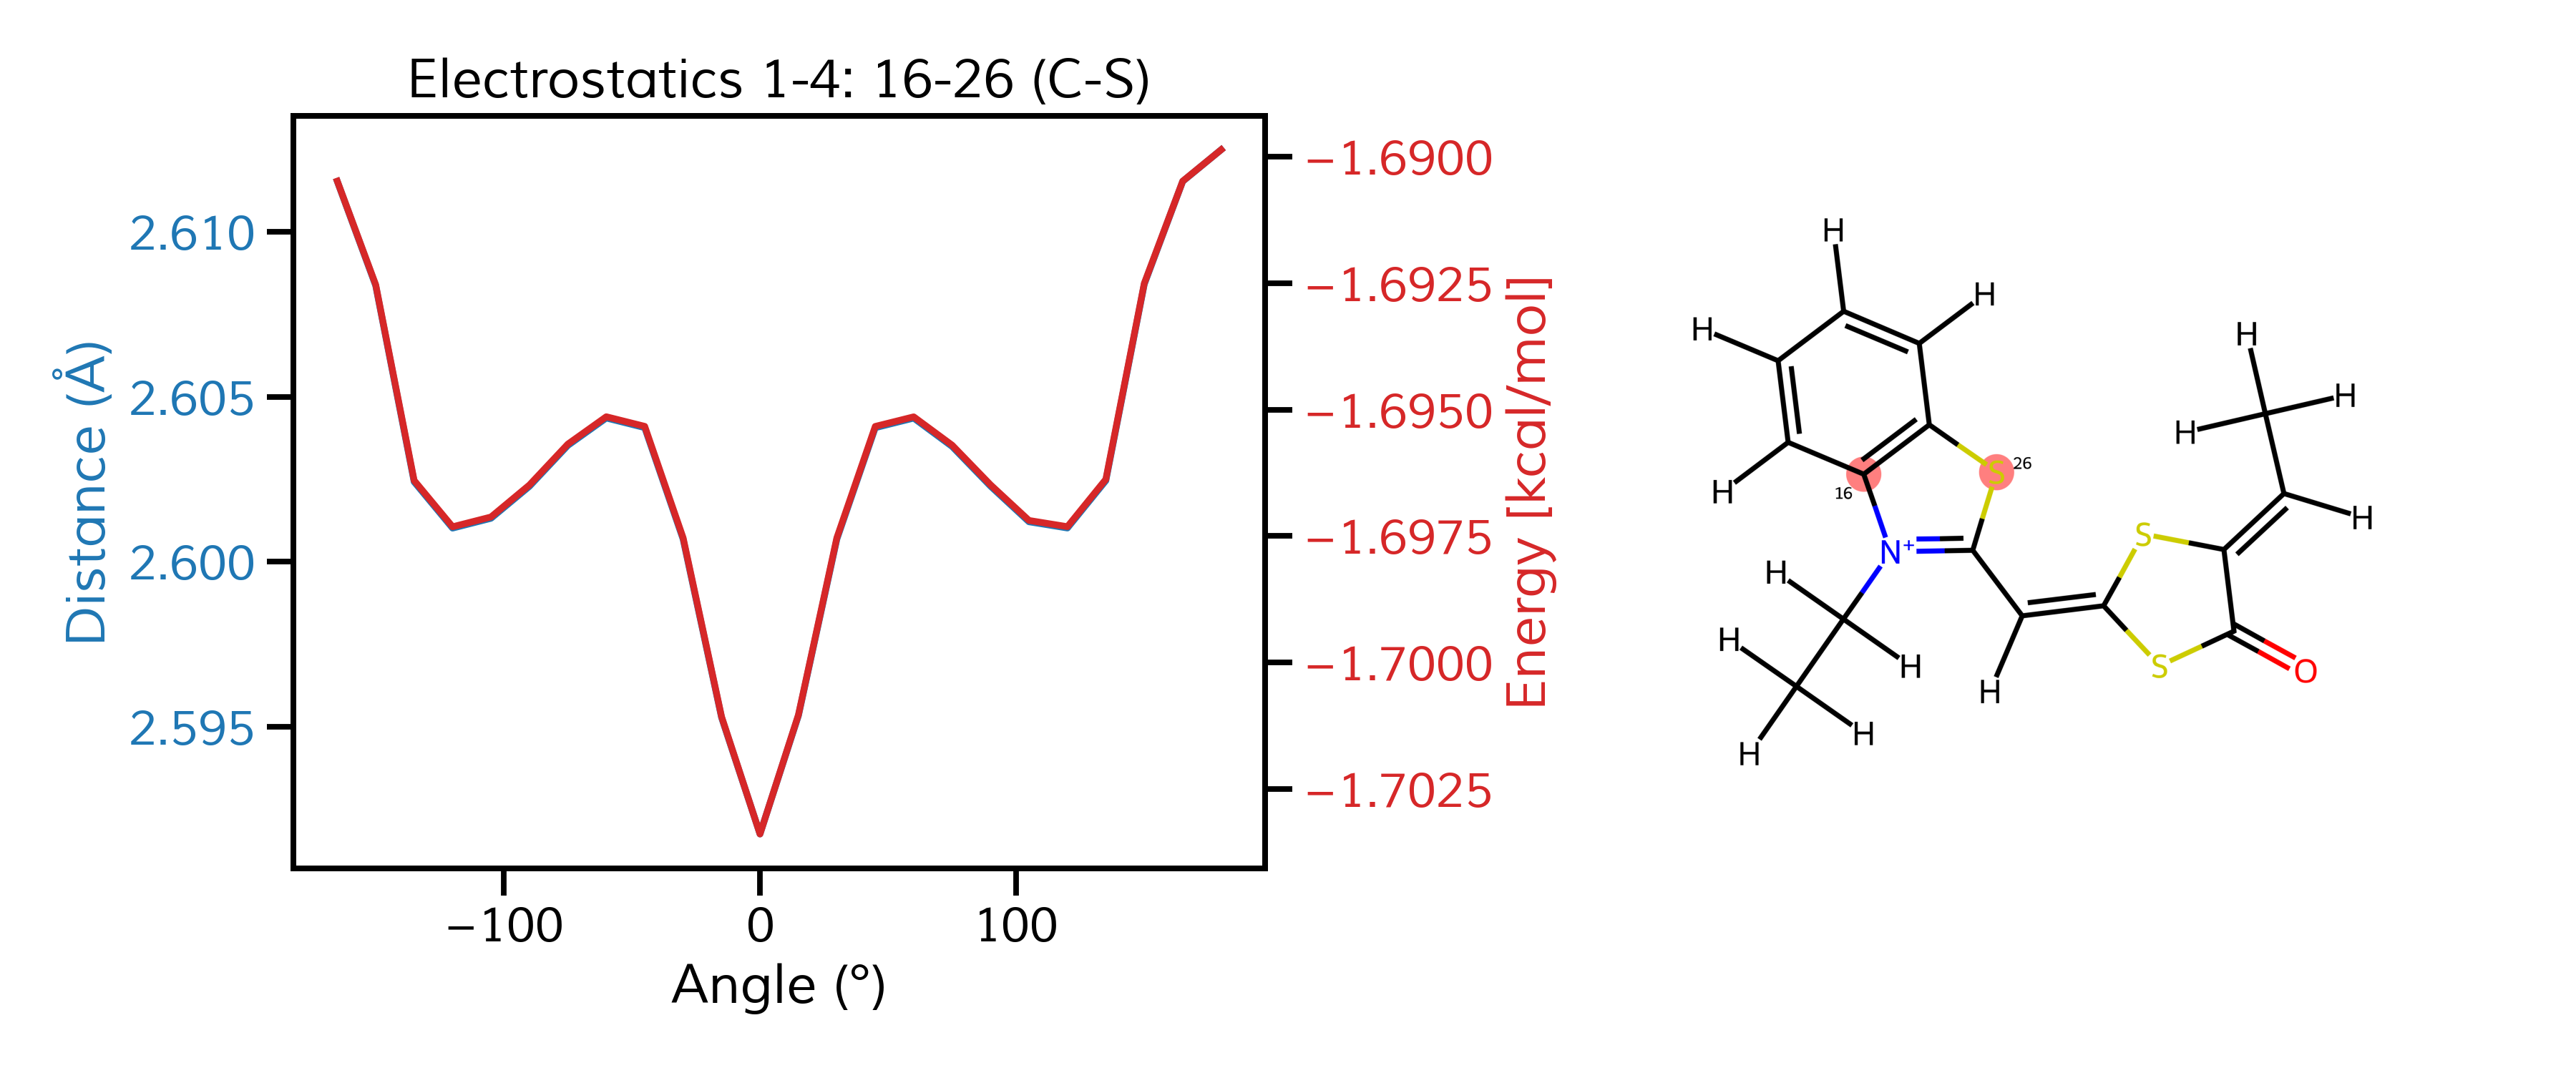 Electrostatics 1-4: 16-26 (C-S)
Distance (Å)
2.610
2.605
2.600
2.595
−1.6900
−1.6925
−1.6950
−1.6975
−1.7000
−1.7025
Energy [kcal/mol]
−100
0
100
Angle (°)
H
H
H
H
H
H
H
S 26
16
H
H
S
N+
H
H
H
S
O
H
H
H